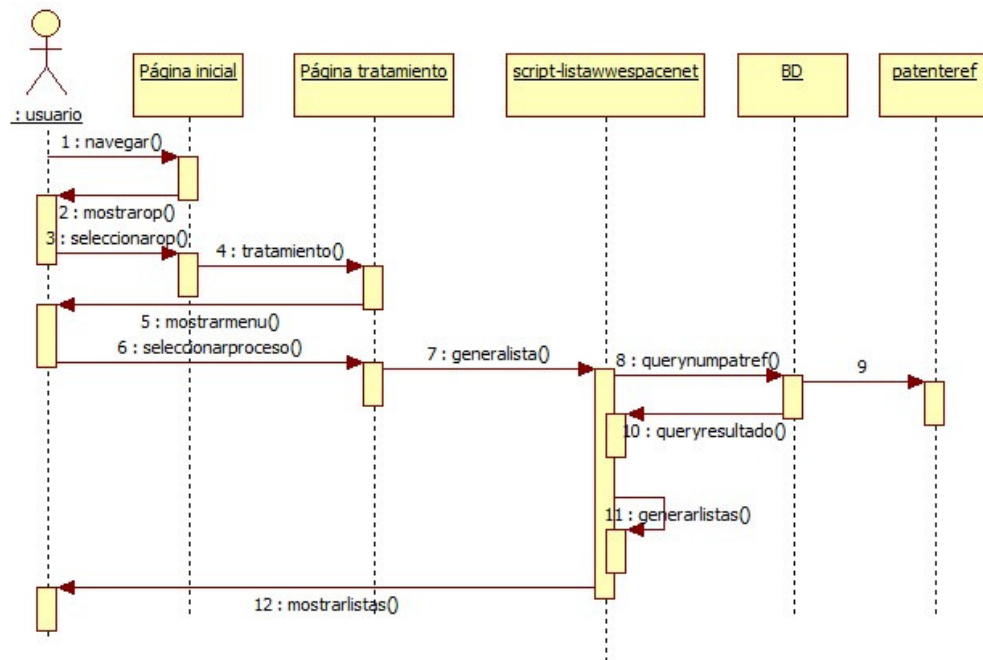 : usuario
Página inicial
Página tratamiento
script-listawwespacenet
BD
patenteref
1 : navegar()
2 : mostrarop()
3 : seleccionarop()
4 : tratamiento()
5 : mostrarmenu()
6 : seleccionarproceso()
7 : generalista()
8 : querynumpatref()
9
10 : queryresultado()
11 : generarlistas()
12 : mostrarlistas()